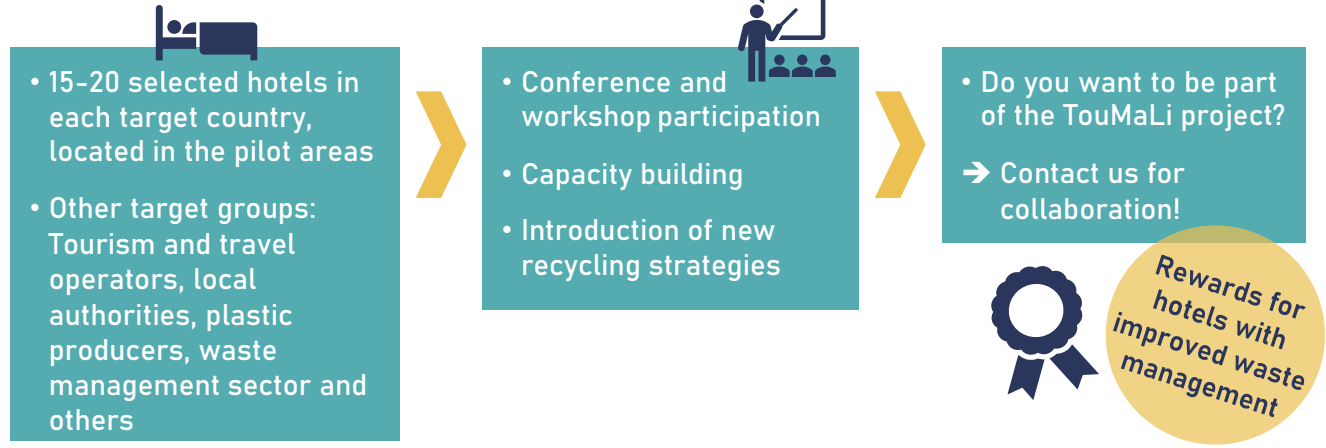 • 15-20 selected hotels in
each target country,
located in the pilot areas
• Other target groups:
Tourism and travel
operators, local
authorities, plastic
producers, waste
management sector and
others
• Conference and
workshop participation
• Capacity building
• Introduction of new
recycling strategies
• Do you want to be part
of the TouMaLi project?
➔ Contact us for
collaboration!
Rewards for
hotels with
improved waste
management